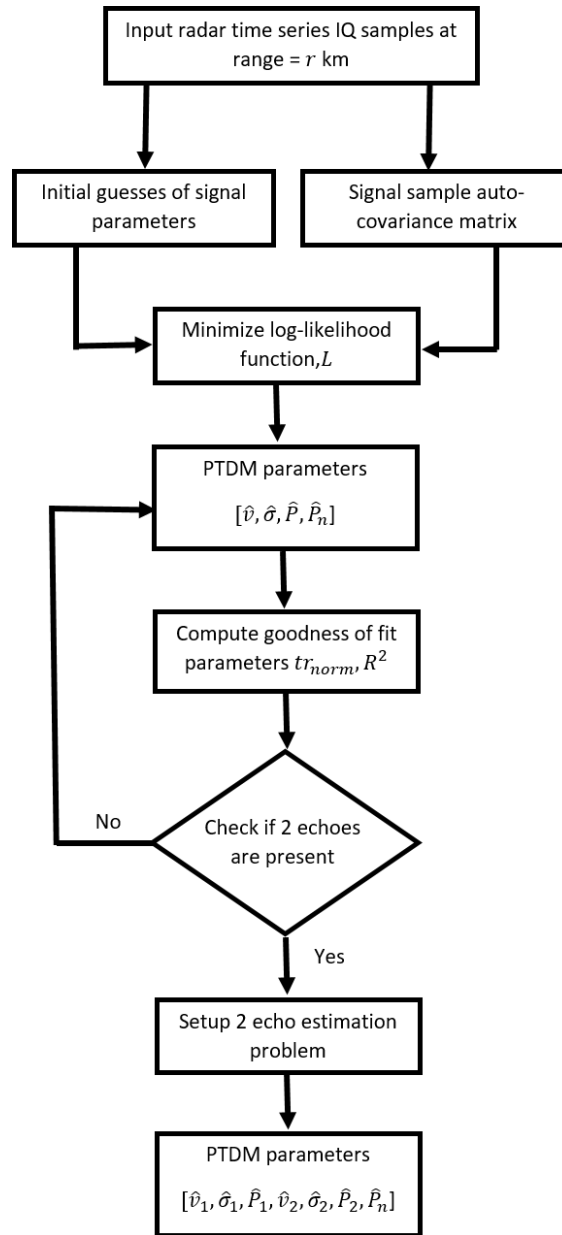 Input radar time series IQ samples at
range = r km
Initial guesses of signal
parameters
Signal sample auto-
covariance matrix
Minimize log-likelihood
function,L
PTDM parameters
[v̂, σ̂, P̂, P̂ₙ]
Compute goodness of fit
parameters tr_norm, R²
Check if 2 echoes
are present
No
Yes
Setup 2 echo estimation
problem
PTDM parameters
[v̂₁, σ̂₁, P̂₁, v̂₂, σ̂₂, P̂₂, P̂ₙ]